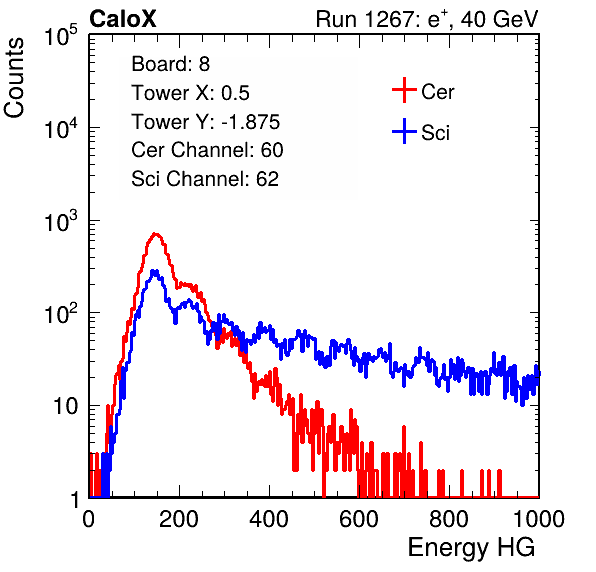 CaloX Run 1267: e⁺, 40 GeV
Counts
Board: 8
Tower X: 0.5
Tower Y: -1.875
Cer Channel: 60
Sci Channel: 62
Cer
Sci
10⁵
10⁴
10³
10²
10
1
0 200 400 600 800 1000
Energy HG